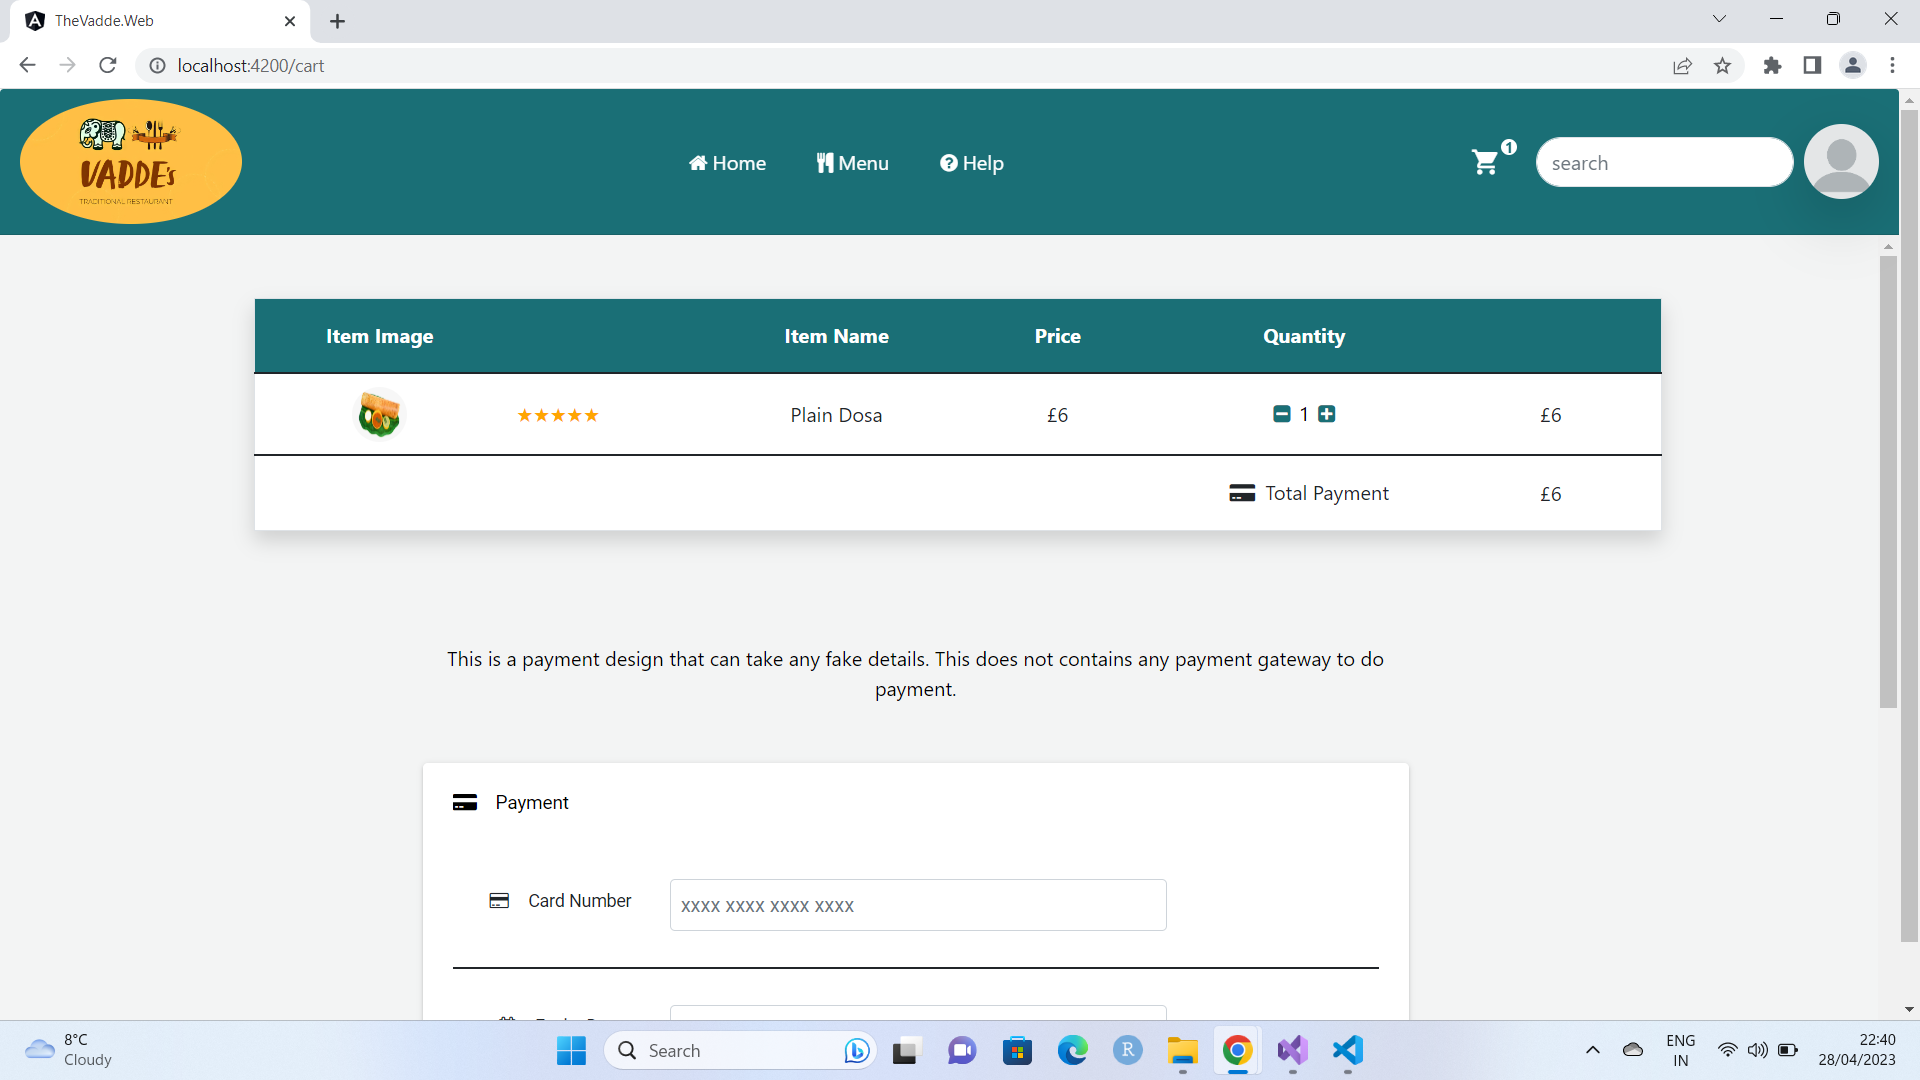 TheVadde.Web
localhost:4200/cart
VADDE's
TRADITIONAL RESTAURANT
Home
Menu
Help
1
search
Item Image
Item Name
Price
Quantity
Plain Dosa
£6
1
£6
Total Payment
£6
This is a payment design that can take any fake details. This does not contains any payment gateway to do
payment.
Payment
Card Number
xxxx xxxx xxxx xxxx
8°C
Cloudy
Search
R
ENG
IN
22:40
28/04/2023